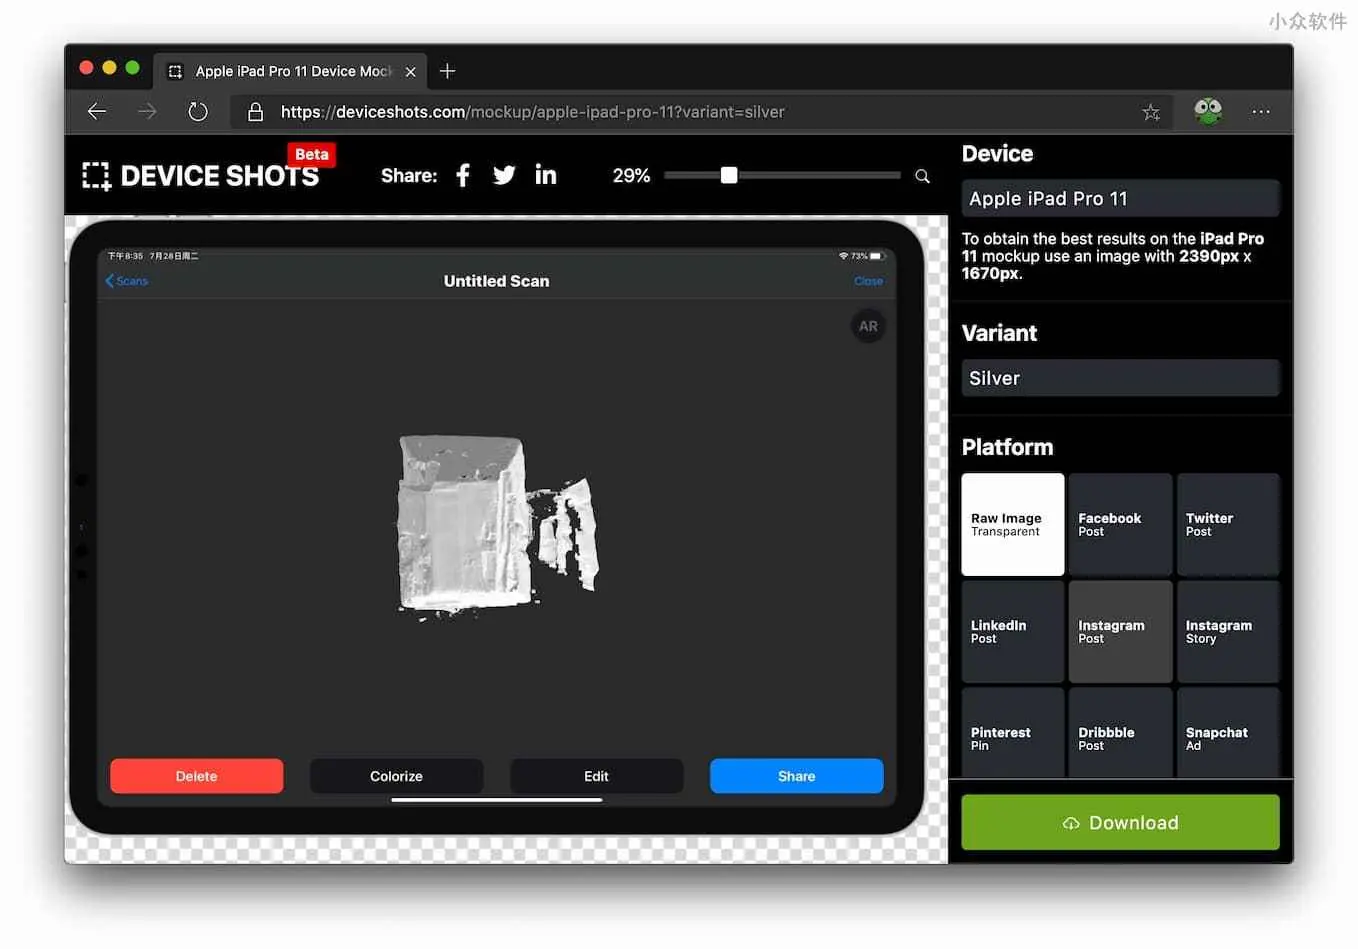 小众软件
Apple iPad Pro 11 Device Mock
https://deviceshots.com/mockup/apple-ipad-pro-11?variant=silver
DEVICE SHOTS
Beta
Share:
29%
下午8:35 7月28日周二
73%
Scans
Untitled Scan
Close
AR
Delete
Colorize
Edit
Share
Device
Apple iPad Pro 11
To obtain the best results on the iPad Pro
11 mockup use an image with 2390px x
1670px.
Variant
Silver
Platform
Raw Image
Transparent
Facebook
Post
Twitter
Post
LinkedIn
Post
Instagram
Post
Instagram
Story
Pinterest
Pin
Dribbble
Post
Snapchat
Ad
Download